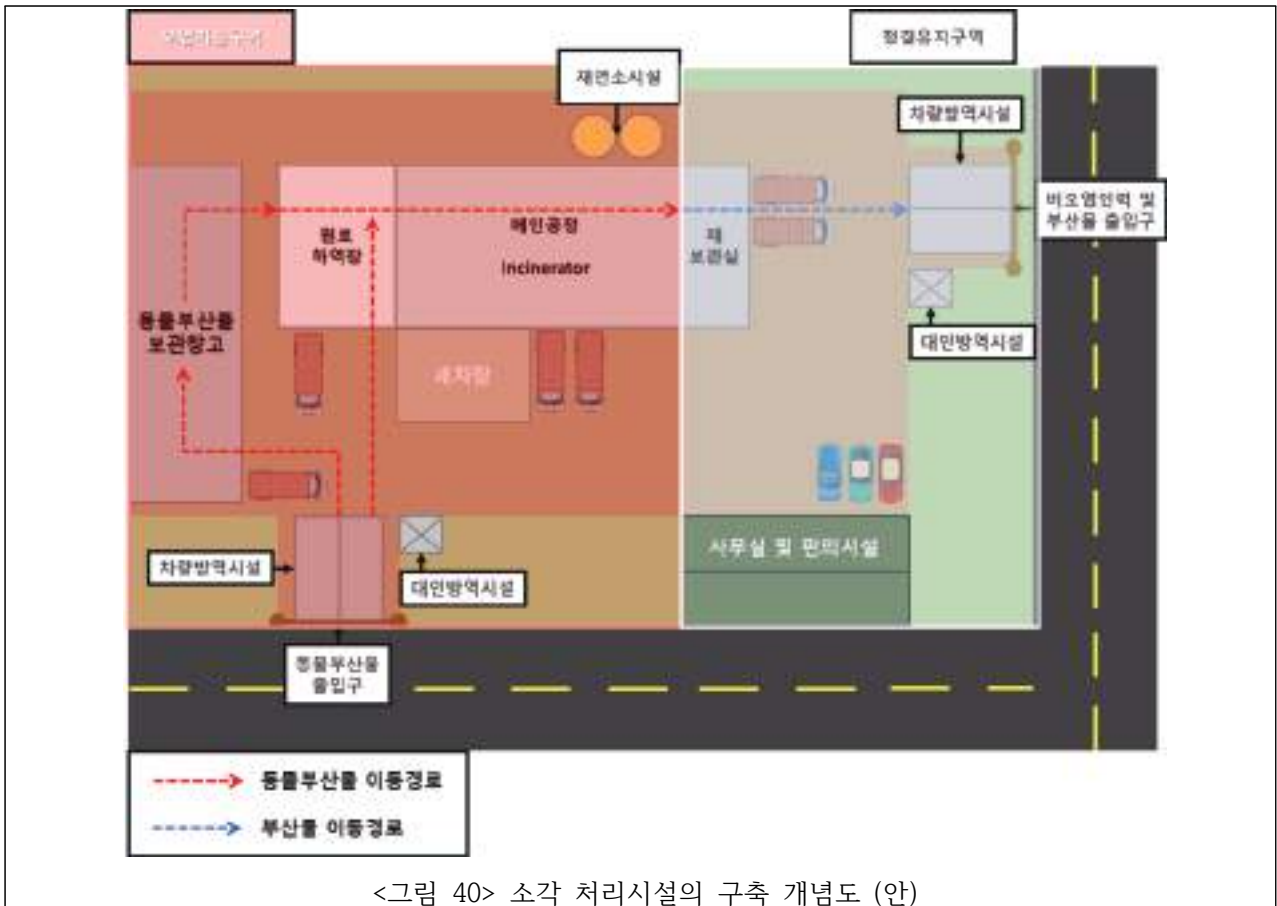 청결유지구역
재연소시설
차량방역시설
비오염인력 및
부산물 출입구
원료
하역장
메인공정
Incinerator
재
보관실
동물부산물
보관창고
대인방역시설
세차장
사무실 및 편의시설
차량방역시설
대인방역시설
동물부산물
출입구
동물부산물 이동경로
부산물 이동경로
<그림 40> 소각 처리시설의 구축 개념도 (안)